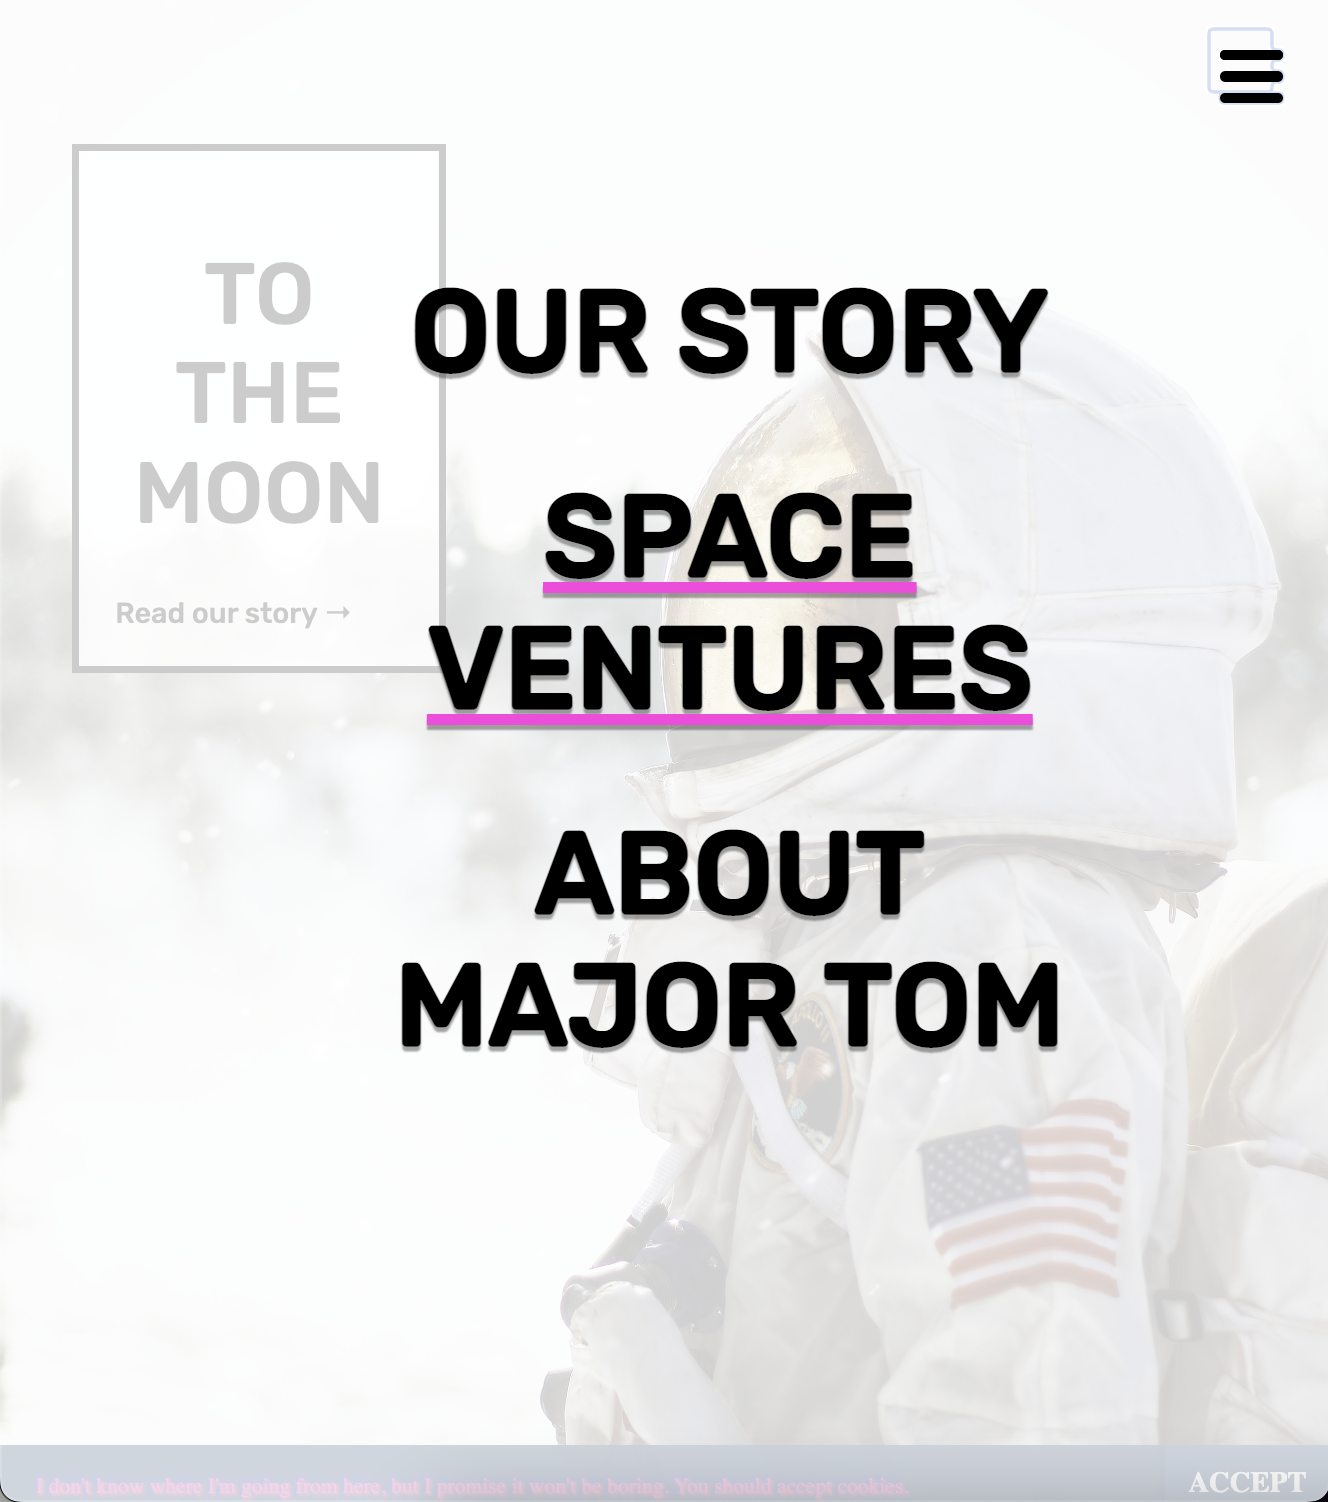 TO
THE
MOON
Read our story →
OUR STORY
SPACE
VENTURES
ABOUT
MAJOR TOM
I don't know where I'm going from here, but I promise it won't be boring. You should accept cookies.
ACCEPT